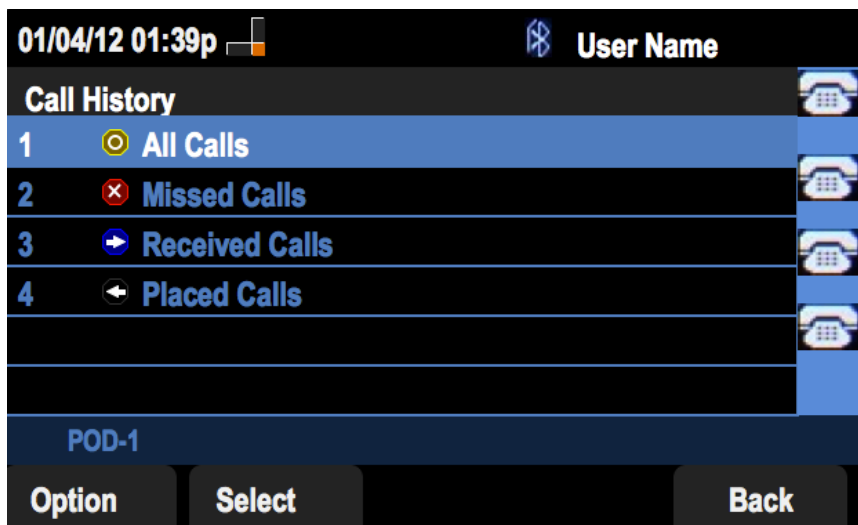 01/04/12 01:39p User Name
Call History
1 All Calls
2 Missed Calls
3 Received Calls
4 Placed Calls
POD-1
Option Select Back